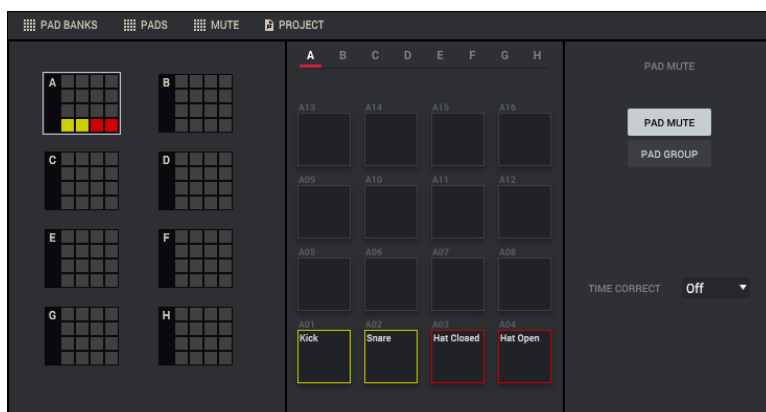 PAD BANKS PADS MUTE PROJECT
A B
C D
E F
G H
A B C D E F G H
A13 A14 A15 A16
A09 A10 A11 A12
A05 A06 A07 A08
A01 A02 A03 A04
Kick Snare Hat Closed Hat Open
PAD MUTE
PAD MUTE
PAD GROUP
TIME CORRECT Off